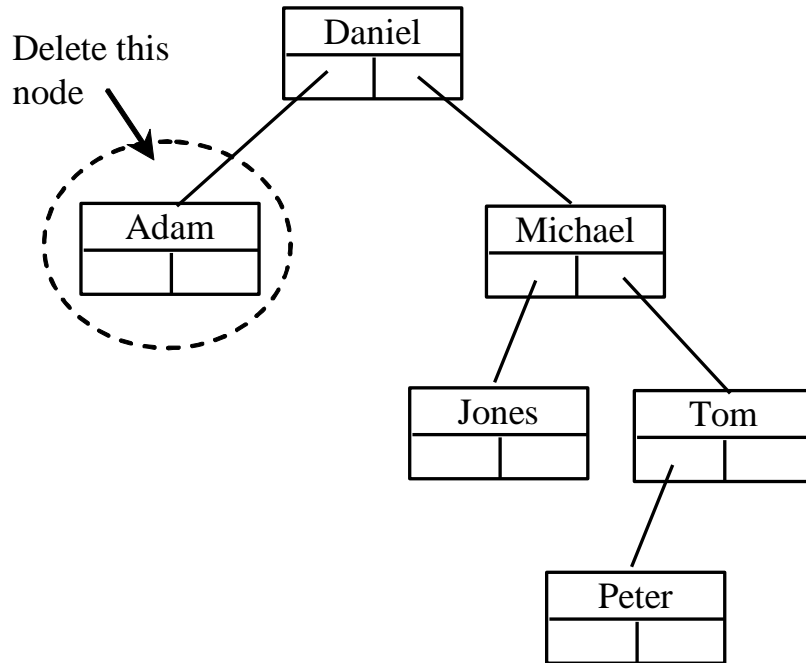 Daniel
Delete this
node
Adam
Michael
Jones
Tom
Peter